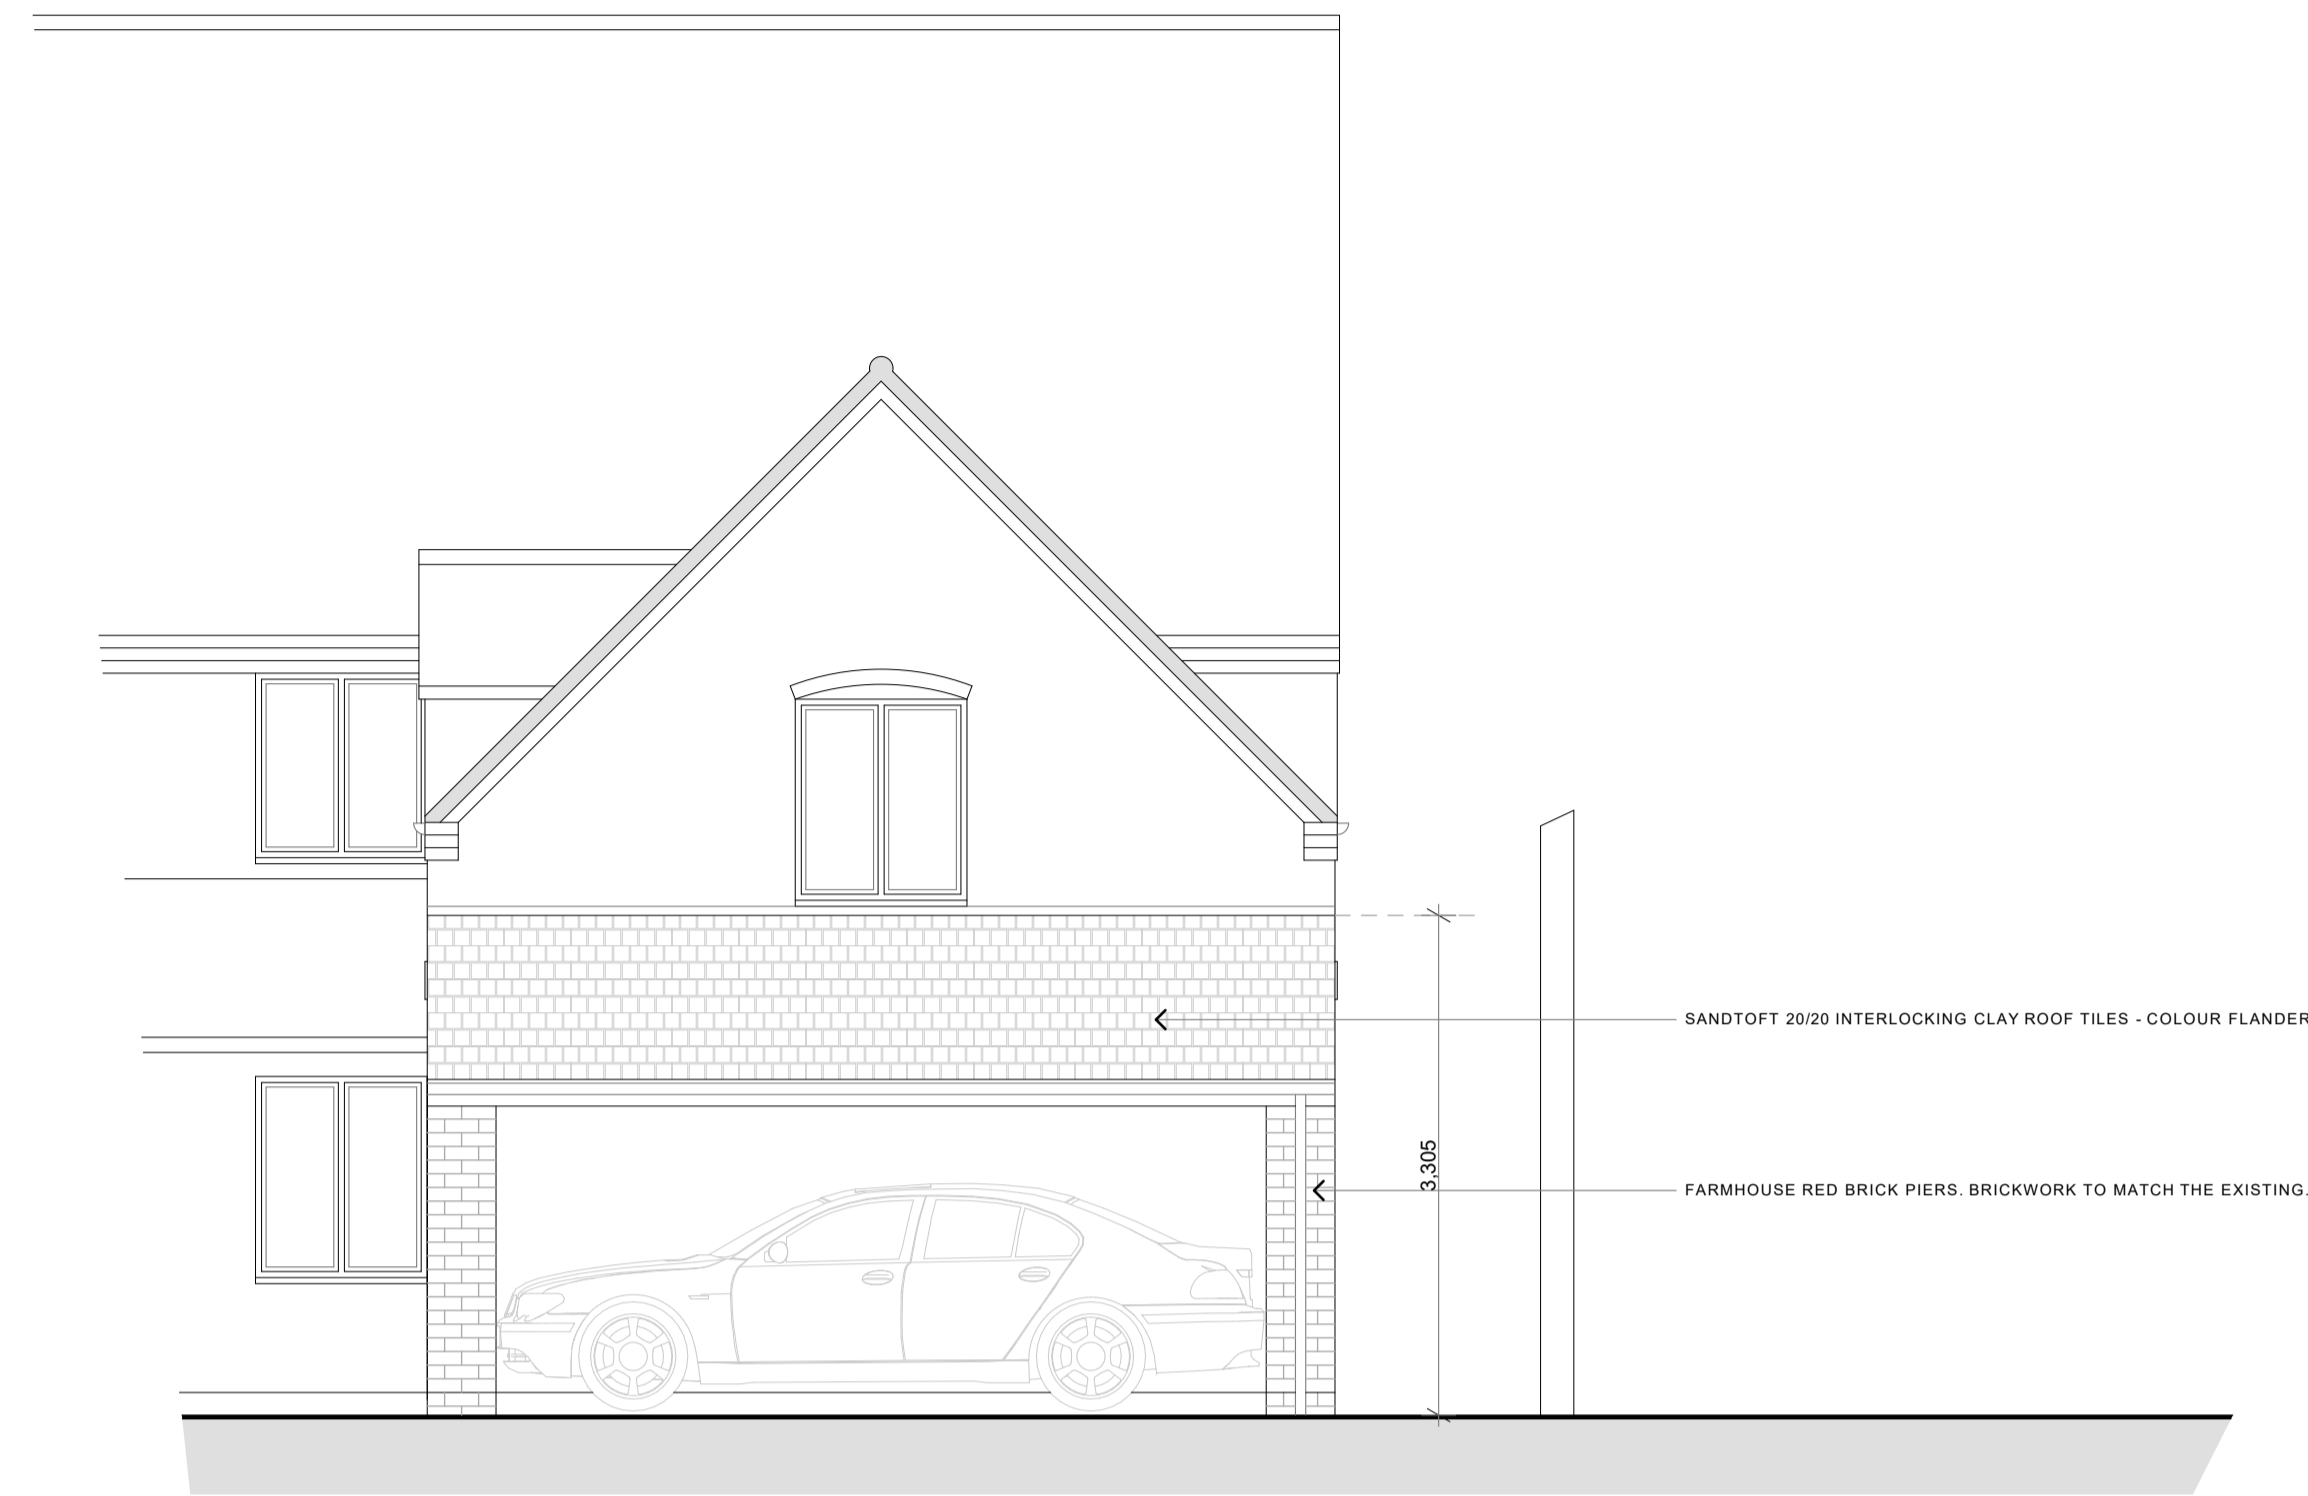 SANDTOFT 20/20 INTERLOCKING CLAY ROOF TILES - COLOUR FLANDER
3,305
FARMHOUSE RED BRICK PIERS. BRICKWORK TO MATCH THE EXISTING.